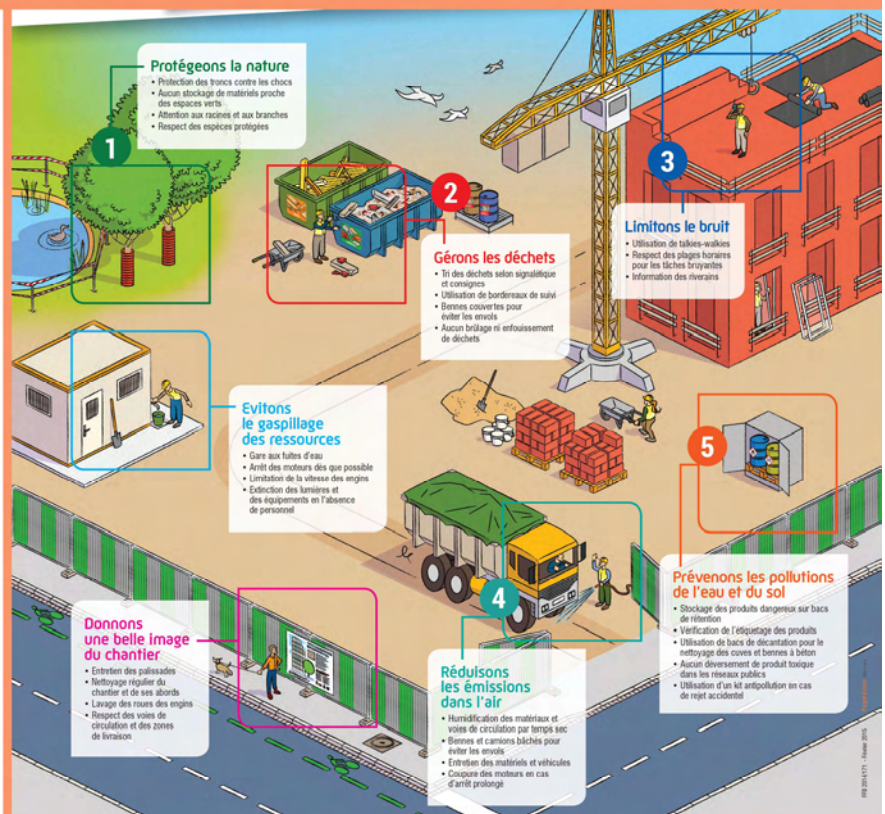 Protégeons la nature
• Protection des troncs contre les chocs
• Aucun stockage de matériels proche
des espaces verts
• Attention aux racines et aux branches
• Respect des espèces protégées
1
2
Gérons les déchets
• Tri des déchets selon signalétique
et consignes
• Utilisation de bordereaux de suivi
• Bennes couvertes pour
éviter les envols
• Aucun brûlage ni enfouissement
de déchets
3
Limitons le bruit
• Utilisation de talkies-walkies
• Respect des plages horaires
pour les tâches bruyantes
• Information des riverains
Evitons
le gaspillage
des ressources
• Gare aux fuites d'eau
• Arrêt des moteurs dès que possible
• Limitation de la vitesse des engins
• Extinction des lumières et
des équipements en l'absence
de personnel
5
Prévenons les pollutions
de l'eau et du sol
• Stockage des produits dangereux sur bacs
de rétention
• Vérification de l'étiquetage des produits
• Utilisation de bacs de décantation pour le
nettoyage des cuves et bennes à béton
• Aucun déversement de produit toxique
dans les réseaux publics
• Utilisation d'un kit antipollution en cas
de rejet accidentel
Donnons
une belle image
du chantier
• Entretien des palissades
• Nettoyage régulier du
chantier et de ses abords
• Lavage des roues des engins
• Respect des voies de
circulation et des zones
de livraison
4
Réduisons
les émissions
dans l'air
• Humidification des matériaux et
voies de circulation par temps sec
• Bennes et camions bâchés pour
éviter les envols
• Entretien des matériels et véhicules
• Coupure des moteurs en cas
d'arrêt prolongé
FFB 2014/171 - Février 2015